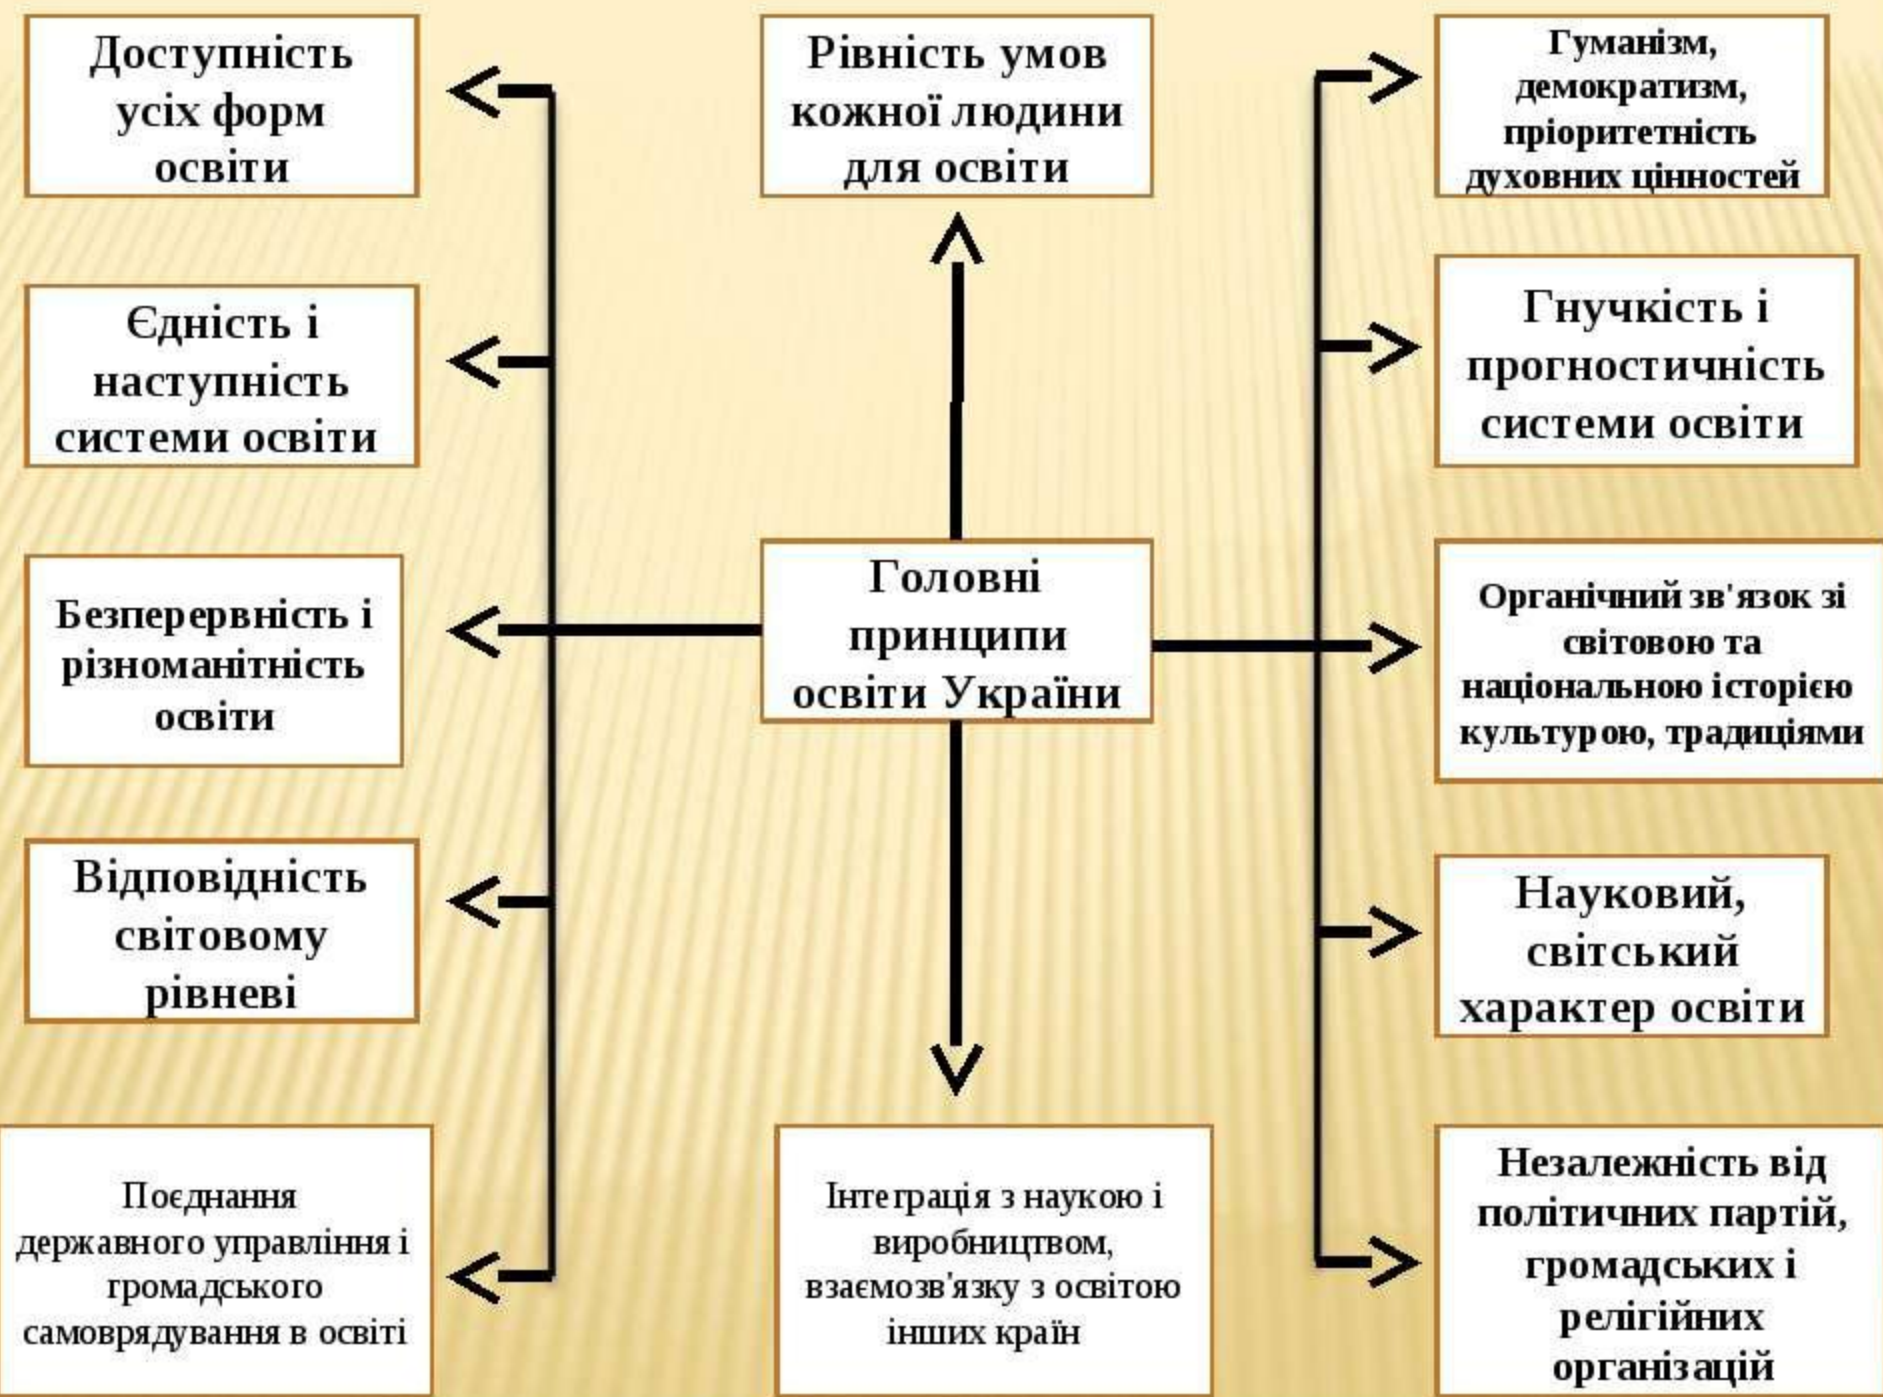 Доступність
усіх форм
освіти
Рівність умов
кожної людини
для освіти
Гуманізм,
демократизм,
пріоритетність
духовних цінностей
Єдність і
наступність
системи освіти
Гнучкість і
прогностичність
системи освіти
Безперервність і
різноманітність
освіти
Головні
принципи
освіти України
Органічний зв'язок зі
світовою та
національною історією
культурою, традиціями
Відповідність
світовому
рівневі
Науковий,
світський
характер освіти
Поєднання
державного управління і
громадського
самоврядування в освіті
Інтеграція з наукою і
виробництвом,
взаємозв'язку з освітою
інших країн
Незалежність від
політичних партій,
громадських і
релігійних
організацій